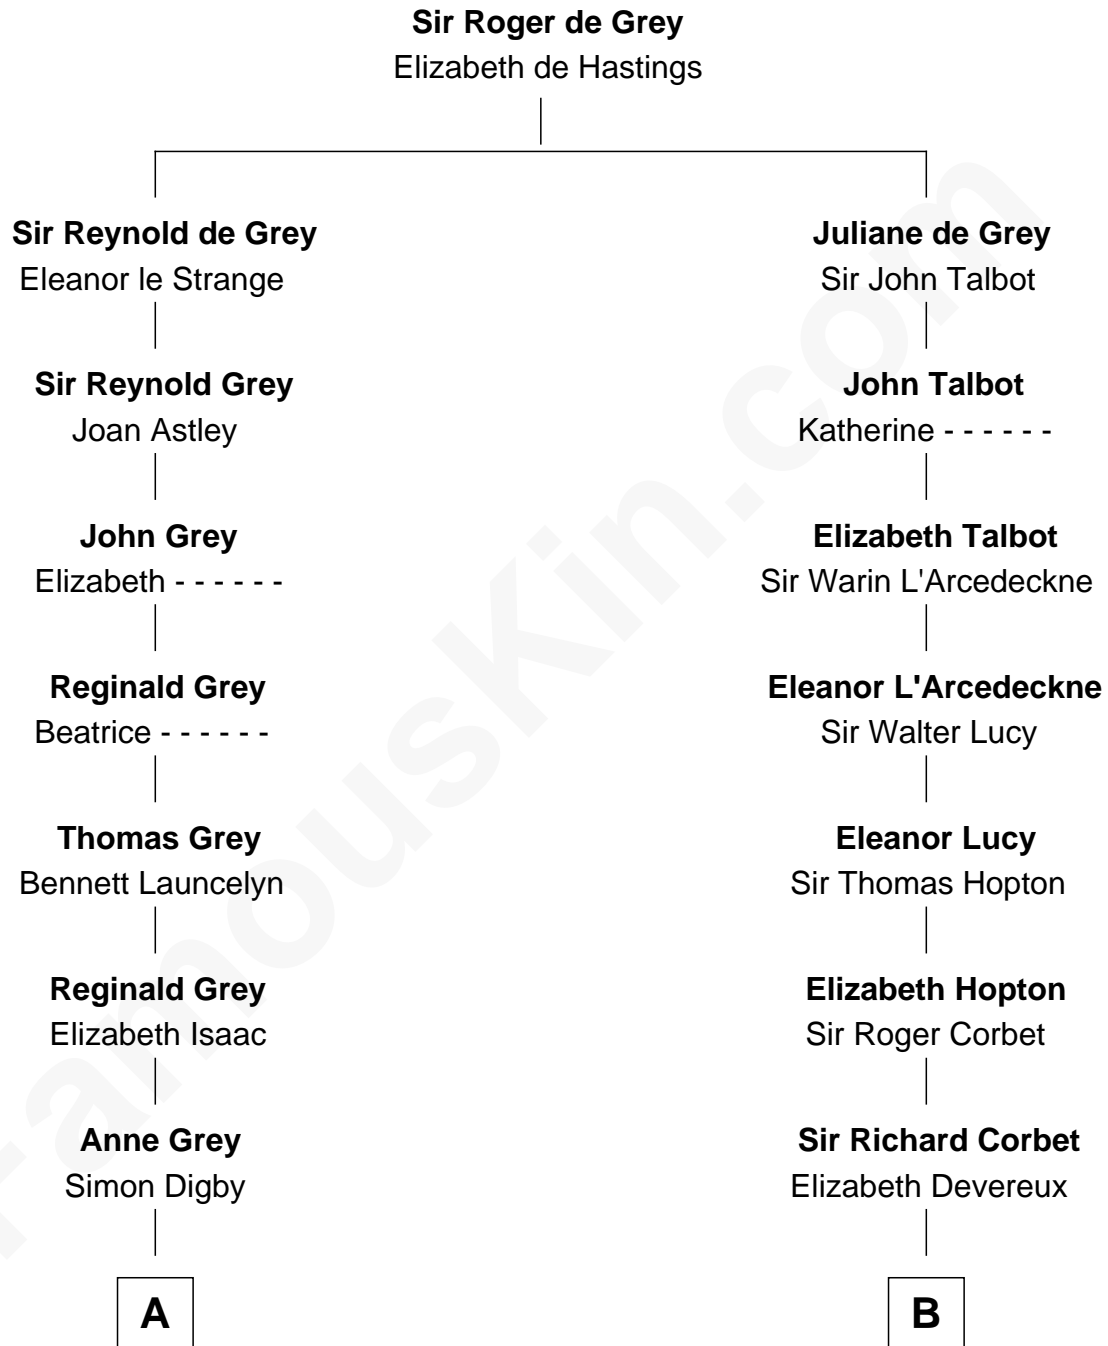 Sir Roger de Grey
Elizabeth de Hastings
Sir Reynold de Grey
Eleanor le Strange
Sir Reynold Grey
Joan Astley
John Grey
Elizabeth - - - - - -
Reginald Grey
Beatrice - - - - - -
Thomas Grey
Bennett Launcelyn
Reginald Grey
Elizabeth Isaac
Anne Grey
Simon Digby
A
Juliane de Grey
Sir John Talbot
John Talbot
Katherine - - - - - -
Elizabeth Talbot
Sir Warin L'Arcedeckne
Eleanor L'Arcedeckne
Sir Walter Lucy
Eleanor Lucy
Sir Thomas Hopton
Elizabeth Hopton
Sir Roger Corbet
Sir Richard Corbet
Elizabeth Devereux
B
FamousKin.com